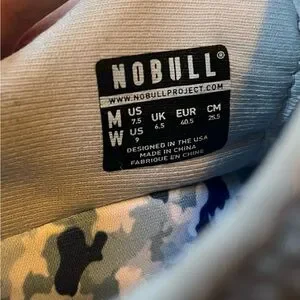 NOBULL®
WWW.NOBULLPROJECT.COM
M US 7.5 UK 6.5 EUR 40.5 CM 25.5
W US 9
DESIGNED IN THE USA
MADE IN CHINA
FABRIQUE EN CHINE